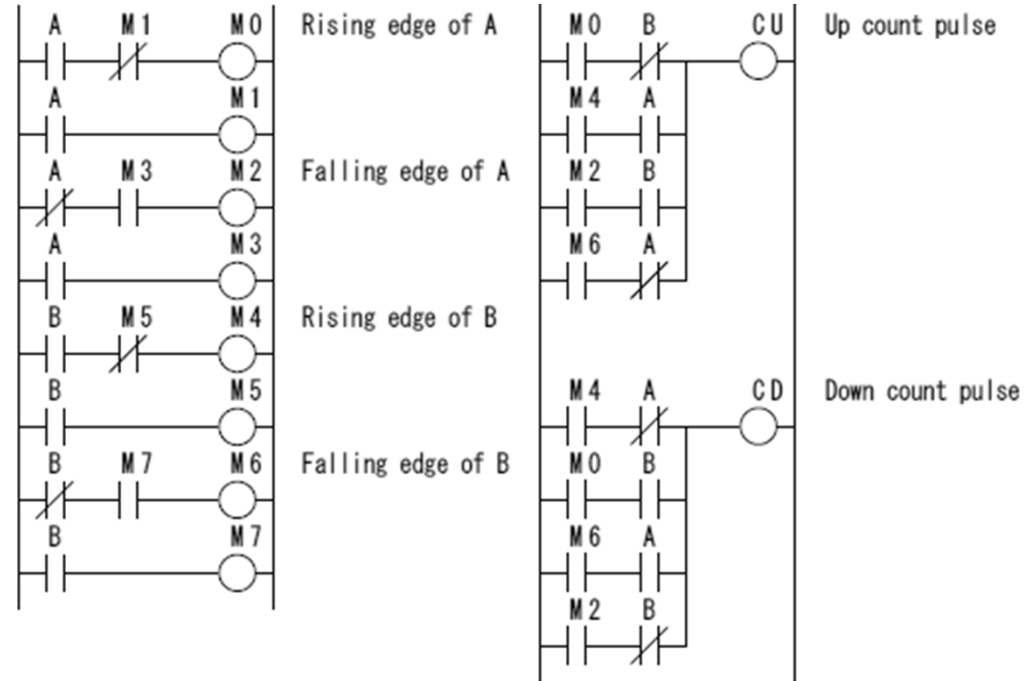 A M1 M0 Rising edge of A
A M1
A M3 M2 Falling edge of A
A M3
B M5 M4 Rising edge of B
B M5
B M7 M6 Falling edge of B
B M7
M0 B CU Up count pulse
M4 A
M2 B
M6 A
M4 A CD Down count pulse
M0 B
M6 A
M2 B